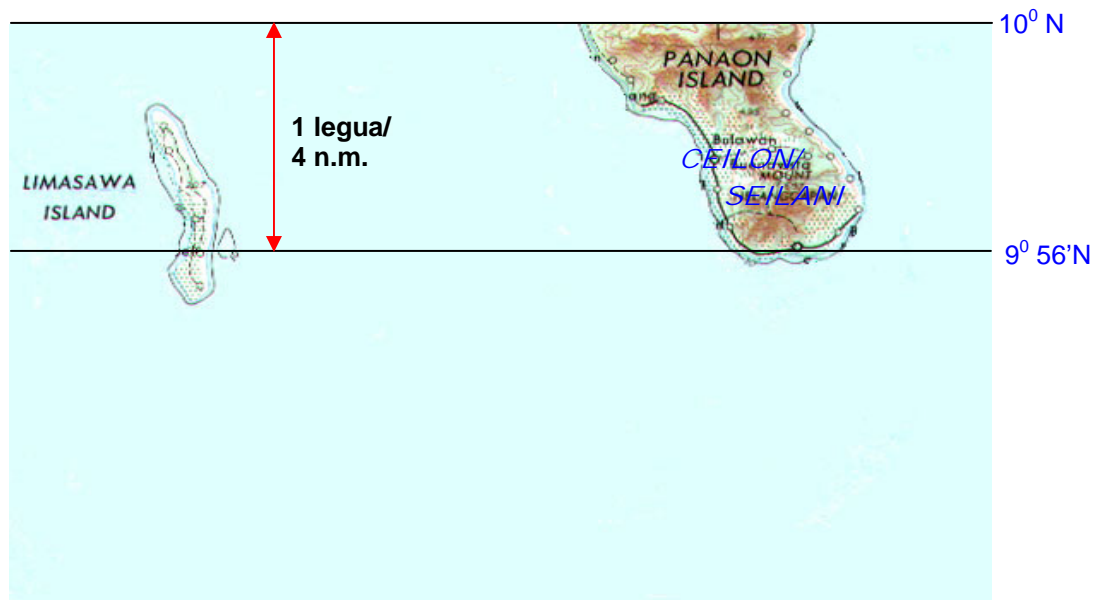 10⁰ N
PANAON
ISLAND
1 legua/
4 n.m.
Bulawan
CEILON/
MOUNT
SEILANI
LIMASAWA
ISLAND
9⁰ 56'N